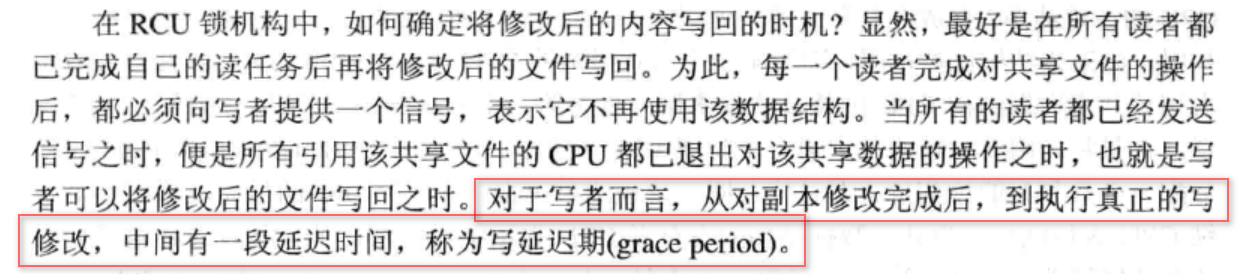 在 RCU 锁机构中，如何确定将修改后的内容写回的时机？显然，最好是在所有读者都
已完成自己的读任务后再将修改后的文件写回。为此，每一个读者完成对共享文件的操作
后，都必须向写者提供一个信号，表示它不再使用该数据结构。当所有的读者都已经发送
信号之时，便是所有引用该共享文件的 CPU 都已退出对该共享数据的操作之时，也就是写
者可以将修改后的文件写回之时。对于写者而言，从对副本修改完成后，到执行真正的写
修改，中间有一段延迟时间，称为写延迟期(grace period)。